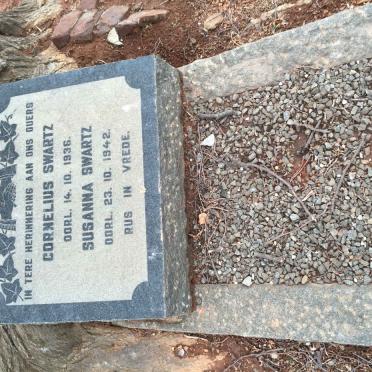 IN TERE HERINNERING AAN ONS OUERS
CORNELIUS SWARTZ
OORL. 14. 10. 1936.
SUSANNA SWARTZ
OORL. 23. 10. 1942.
RUS IN VREDE.